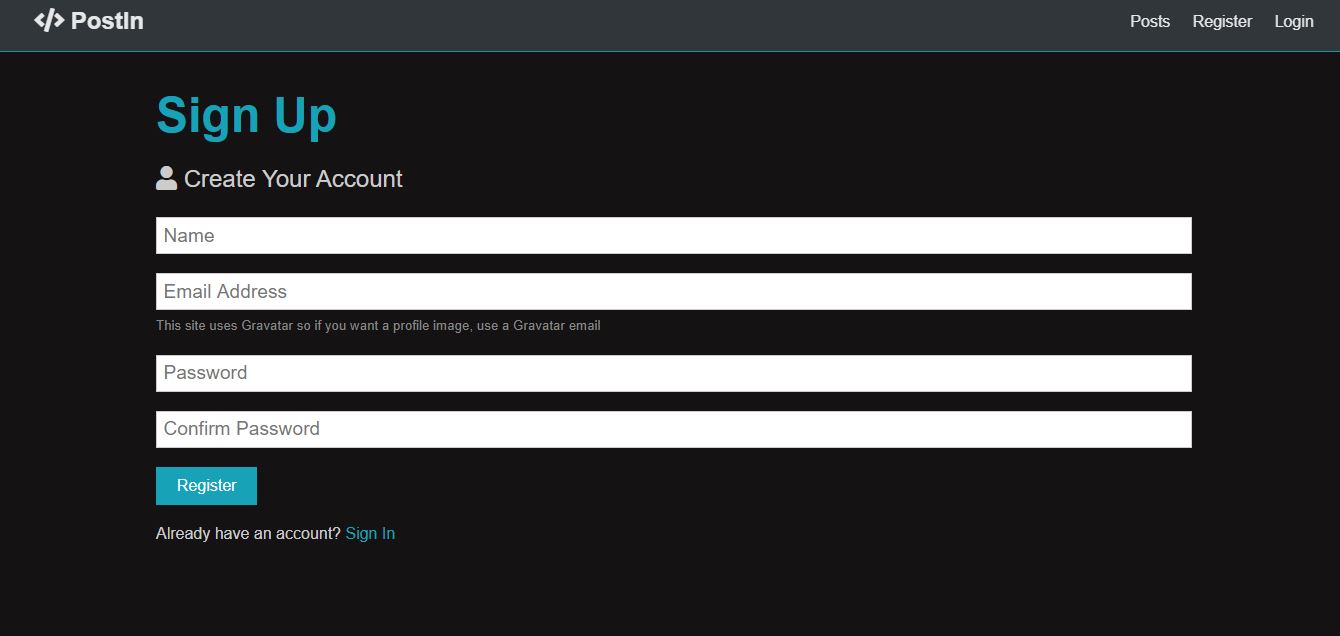 PostIn
Posts Register Login
Sign Up
Create Your Account
Name
Email Address
This site uses Gravatar so if you want a profile image, use a Gravatar email
Password
Confirm Password
Register
Already have an account? Sign In